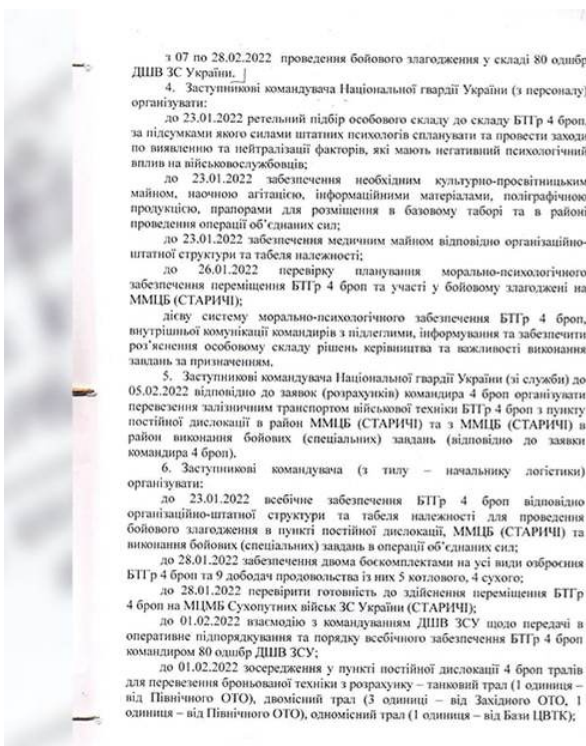 з 07 по 28.02.2022 проведення бойового злагодження у складі 80 одшбр
ДШВ ЗС України.
4. Заступникові командувача Національної гвардії України (з персоналу)
організувати:
до 23.01.2022 ретельний підбір особового складу до складу БТГр 4 броп,
за підсумками якого силами штатних психологів спланувати та провести заходи
по виявленню та нейтралізації факторів, які мають негативний психологічний
вплив на військовослужбовців;
до 23.01.2022 забезпечення необхідним культурно-просвітницьким
майном, наочною агітацією, інформаційними матеріалами, поліграфічною
продукцією, прапорами для розміщення в базовому таборі та в районі
проведення операції об’єднаних сил;
до 23.01.2022 забезпечення медичним майном відповідно організаційно-
штатної структури та табеля належності;
до 26.01.2022 перевірку планування морально-психологічного
забезпечення переміщення БТГр 4 броп та участі у бойовому злагоджені на
ММЦБ (СТАРИЧІ);
дієву систему морально-психологічного забезпечення БТГр 4 броп,
внутрішньої комунікації командирів з підлеглими, інформування та забезпечити
роз’яснення особовому складу рішень керівництва та важливості виконання
завдань за призначенням.
5. Заступникові командувача Національної гвардії України (зі служби) до
05.02.2022 відповідно до заявок (розрахунків) командира 4 броп організувати
перевезення залізничним транспортом військової техніки БТГр 4 броп з пункту
постійної дислокації в район ММЦБ (СТАРИЧІ) та з ММЦБ (СТАРИЧІ) в
район виконання бойових (спеціальних) завдань (відповідно до заявки
командира 4 броп).
6. Заступникові командувача (з тилу – начальнику логістики)
організувати:
до 23.01.2022 всебічне забезпечення БТГр 4 броп відповідно
організаційно-штатної структури та табеля належності для проведення
бойового злагодження в пункті постійної дислокації, ММЦБ (СТАРИЧІ) та
виконання бойових (спеціальних) завдань в операції об’єднаних сил;
до 28.01.2022 забезпечення двома боєкомплектами на усі види озброєння
БТГр 4 броп та 9 дободач продовольства із них 5 котлового, 4 сухого;
до 28.01.2022 перевірити готовність до здійснення переміщення БТГр
4 броп на МЦМБ Сухопутних військ ЗС України (СТАРИЧІ);
до 01.02.2022 взаємодію з командуванням ДШВ ЗСУ щодо передачі в
оперативне підпорядкування та порядку всебічного забезпечення БТГр 4 броп
командиром 80 одшбр ДШВ ЗСУ;
до 01.02.2022 зосередження у пункті постійної дислокації 4 броп тралів
для перевезення броньованої техніки з розрахунку – танковий трал (1 одиниця –
від Північного ОТО), двомісний трал (3 одиниці – від Західного ОТО, 1
одиниця – від Північного ОТО), одномісний трал (1 одиниця – від Бази ЦВТК);